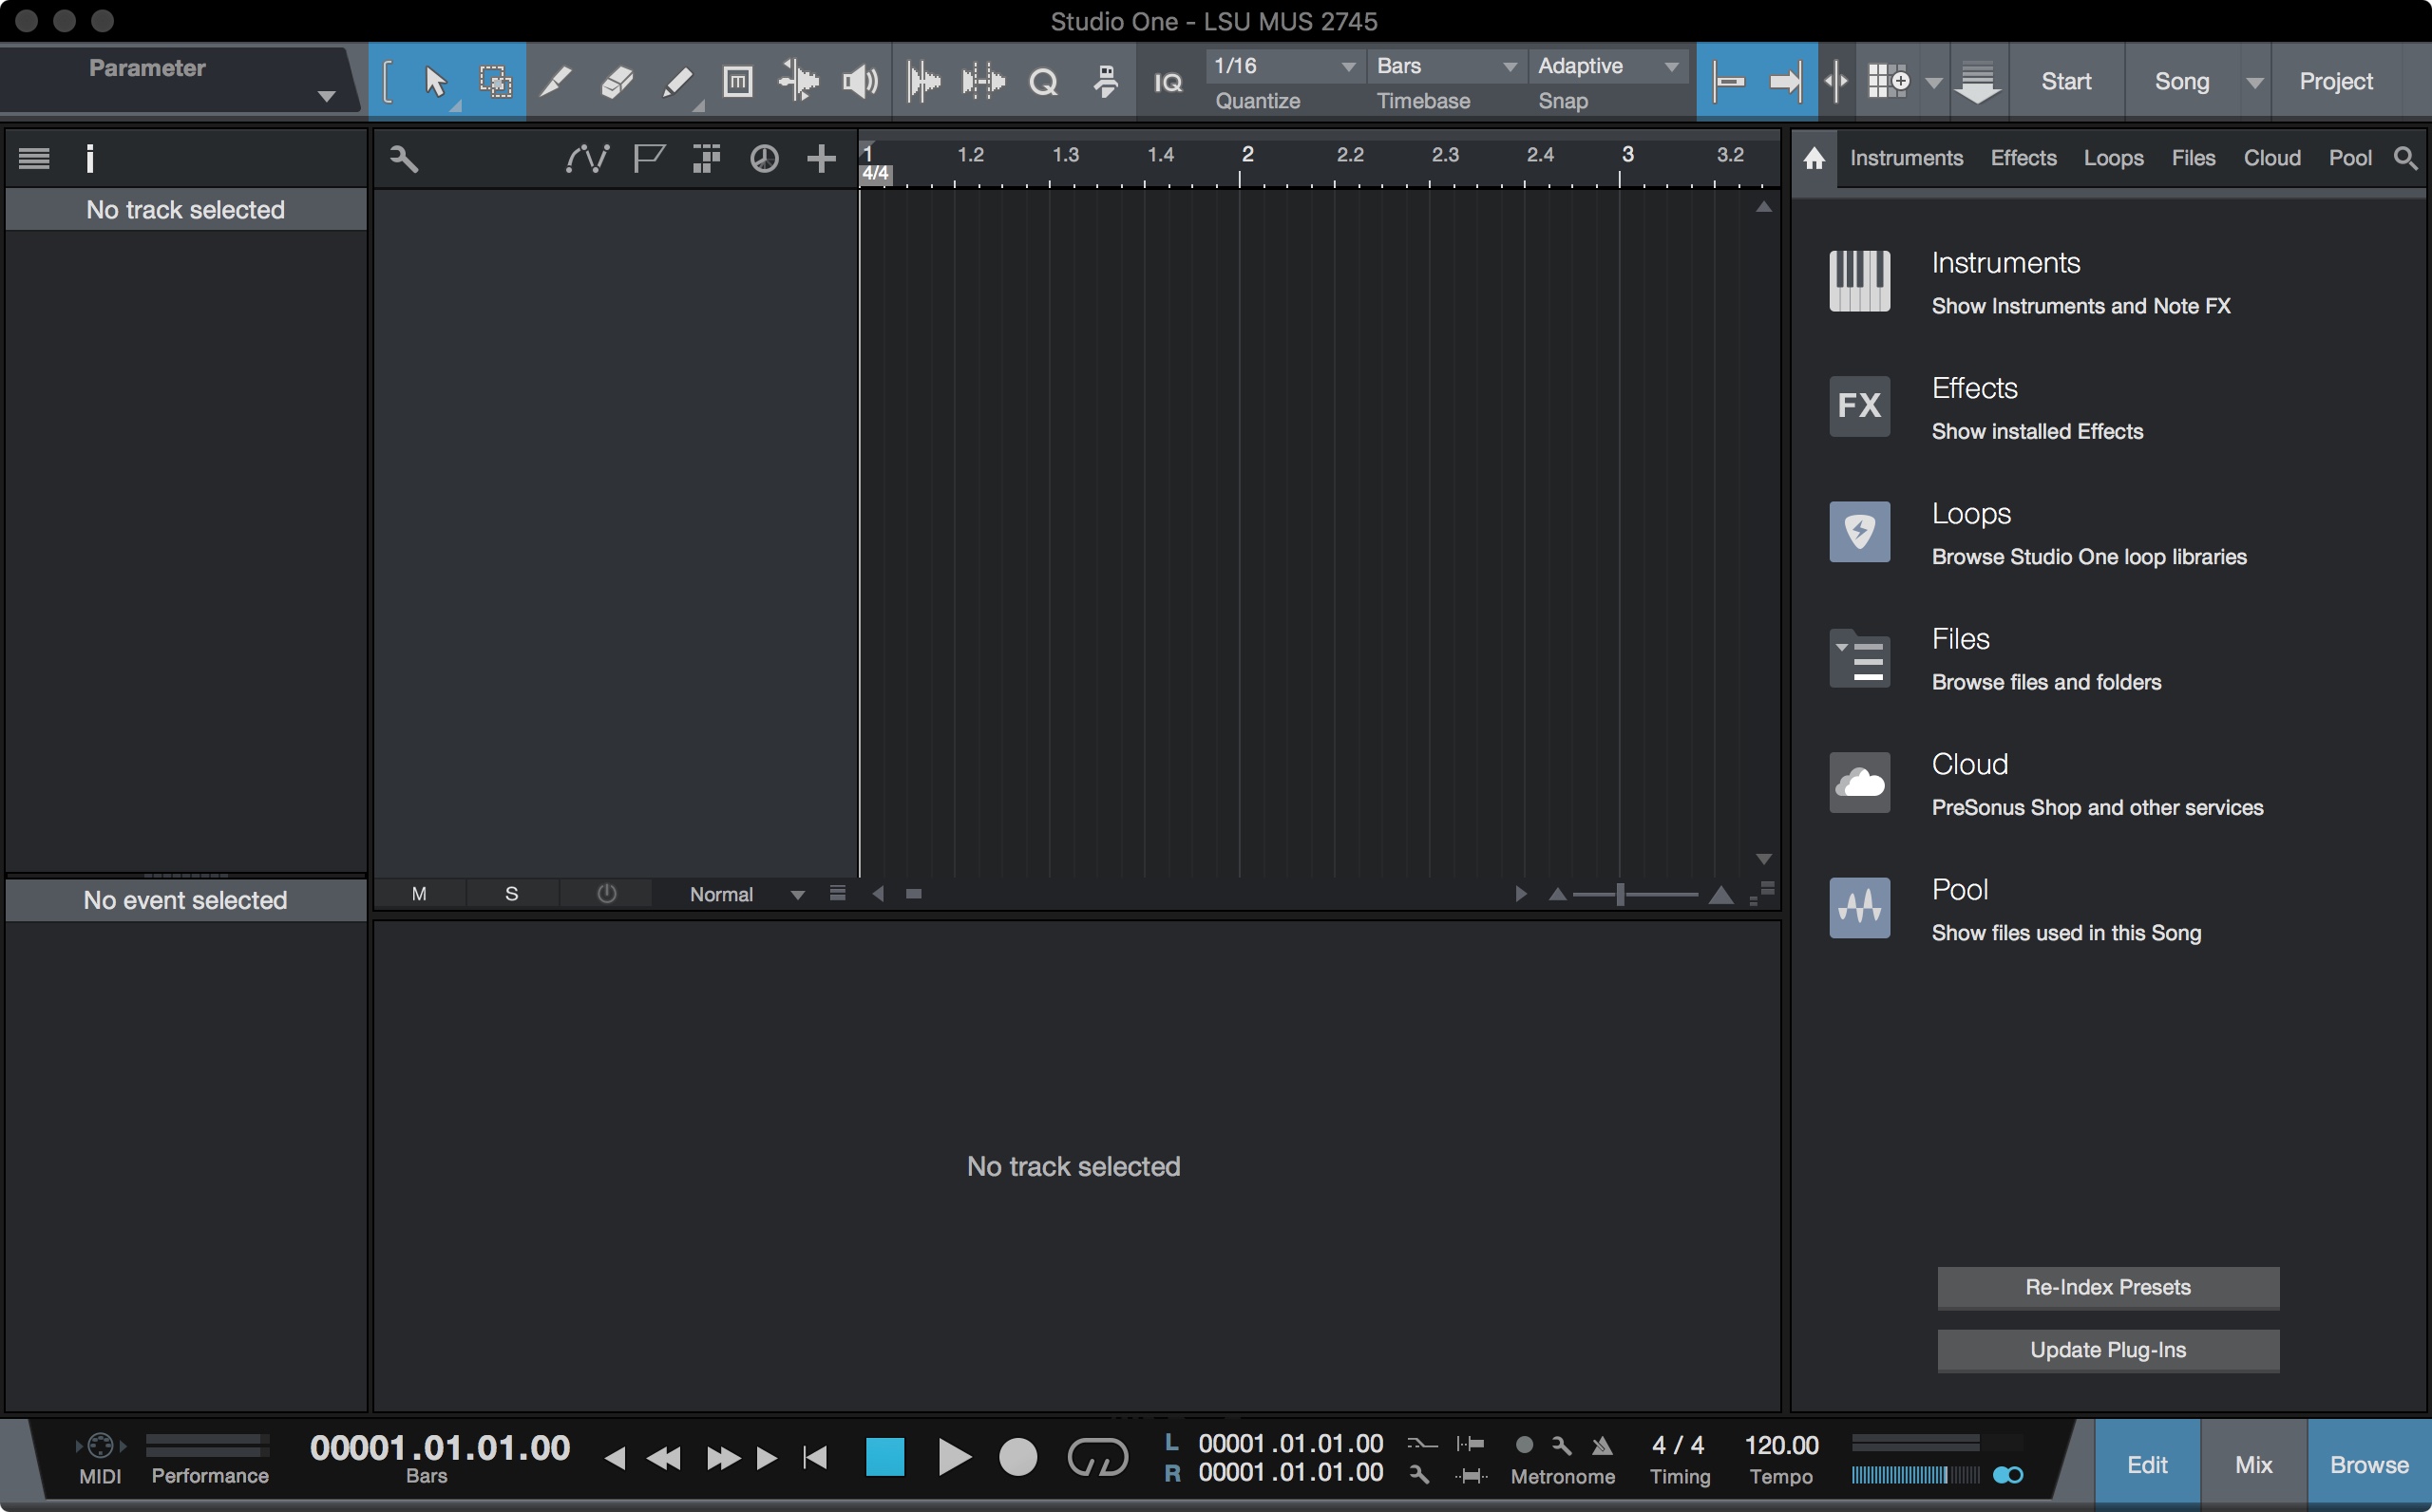 Studio One - LSU MUS 2745
Parameter
IQ
1/16
Quantize
Bars
Timebase
Adaptive
Snap
Start
Song
Project
i
No track selected
1 1.2 1.3 1.4 2 2.2 2.3 2.4 3 3.2
4/4
Instruments Effects Loops Files Cloud Pool
Instruments
Show Instruments and Note FX
FX
Effects
Show installed Effects
Loops
Browse Studio One loop libraries
Files
Browse files and folders
Cloud
PreSonus Shop and other services
Pool
Show files used in this Song
M S Normal
No event selected
No track selected
Re-Index Presets
Update Plug-Ins
MIDI
Performance
00001.01.01.00
Bars
L 00001.01.01.00
R 00001.01.01.00
Metronome
4 / 4
Timing
120.00
Tempo
Edit
Mix
Browse